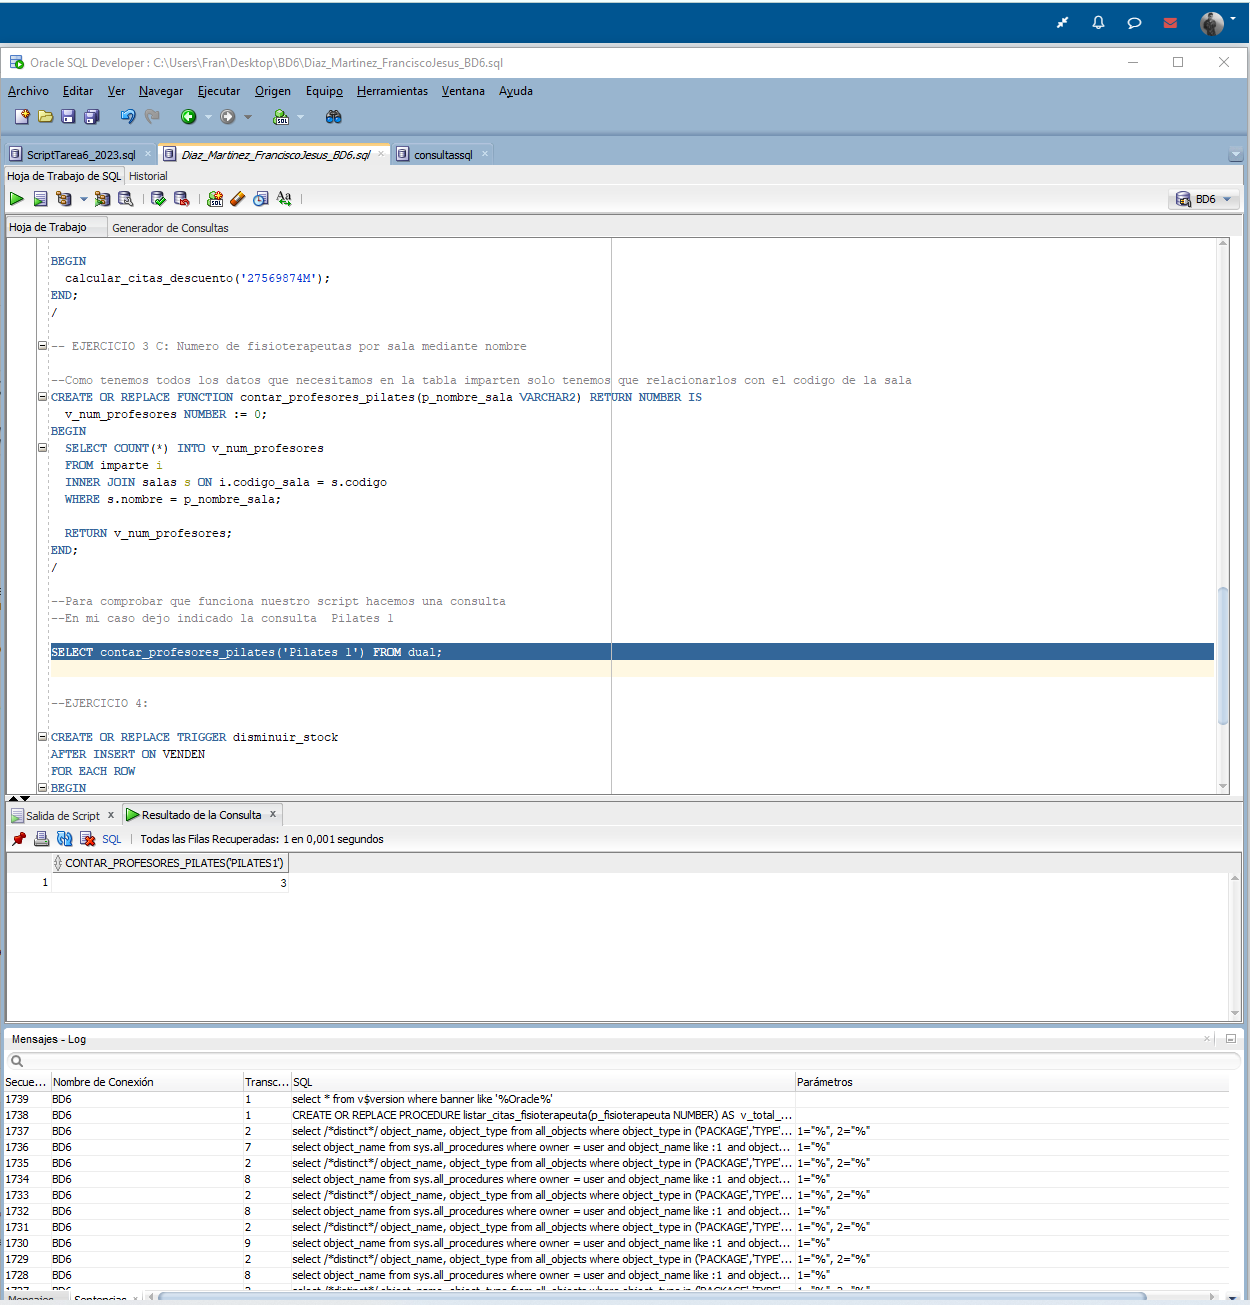 Oracle SQL Developer : C:\Users\Fran\Desktop\BD6\Diaz_Martinez_FranciscoJesus_BD6.sql
Archivo Editar Ver Navegar Ejecutar Origen Equipo Herramientas Ventana Ayuda
ScriptTarea6_2023.sql Diaz_Martinez_FranciscoJesus_BD6.sql consultassql
Hoja de Trabajo de SQL Historial
BD6
Hoja de Trabajo Generador de Consultas
BEGIN
calcular_citas_descuento('27569874M');
END;
/
-- EJERCICIO 3 C: Numero de fisioterapeutas por sala mediante nombre
--Como tenemos todos los datos que necesitamos en la tabla imparten solo tenemos que relacionarlos con el codigo de la sala
CREATE OR REPLACE FUNCTION contar_profesores_pilates(p_nombre_sala VARCHAR2) RETURN NUMBER IS
v_num_profesores NUMBER := 0;
BEGIN
SELECT COUNT(*) INTO v_num_profesores
FROM imparte i
INNER JOIN salas s ON i.codigo_sala = s.codigo
WHERE s.nombre = p_nombre_sala;
RETURN v_num_profesores;
END;
/
--Para comprobar que funciona nuestro script hacemos una consulta
--En mi caso dejo indicado la consulta  Pilates 1
SELECT contar_profesores_pilates('Pilates 1') FROM dual;
--EJERCICIO 4:
CREATE OR REPLACE TRIGGER disminuir_stock
AFTER INSERT ON VENDEN
FOR EACH ROW
BEGIN
Salida de Script x Resultado de la Consulta x
SQL | Todas las Filas Recuperadas: 1 en 0,001 segundos
CONTAR_PROFESORES_PILATES('PILATES1')
1 3
Mensajes - Log
Secue... Nombre de Conexión Transc... SQL Parámetros
1739 BD6 1 select * from v$version where banner like '%Oracle%'
1738 BD6 1 CREATE OR REPLACE PROCEDURE listar_citas_fisioterapeuta(p_fisioterapeuta NUMBER) AS v_total_...
1737 BD6 2 select /*distinct*/ object_name, object_type from all_objects where object_type in ('PACKAGE','TYPE'... 1="%", 2="%"
1736 BD6 7 select object_name from sys.all_procedures where owner = user and object_name like :1 and object... 1="%"
1735 BD6 2 select /*distinct*/ object_name, object_type from all_objects where object_type in ('PACKAGE','TYPE'... 1="%", 2="%"
1734 BD6 8 select object_name from sys.all_procedures where owner = user and object_name like :1 and object... 1="%"
1733 BD6 2 select /*distinct*/ object_name, object_type from all_objects where object_type in ('PACKAGE','TYPE'... 1="%", 2="%"
1732 BD6 8 select object_name from sys.all_procedures where owner = user and object_name like :1 and object... 1="%"
1731 BD6 2 select /*distinct*/ object_name, object_type from all_objects where object_type in ('PACKAGE','TYPE'... 1="%", 2="%"
1730 BD6 9 select object_name from sys.all_procedures where owner = user and object_name like :1 and object... 1="%"
1729 BD6 2 select /*distinct*/ object_name, object_type from all_objects where object_type in ('PACKAGE','TYPE'... 1="%", 2="%"
1728 BD6 8 select object_name from sys.all_procedures where owner = user and object_name like :1 and object... 1="%"
Mensajes Sentencias